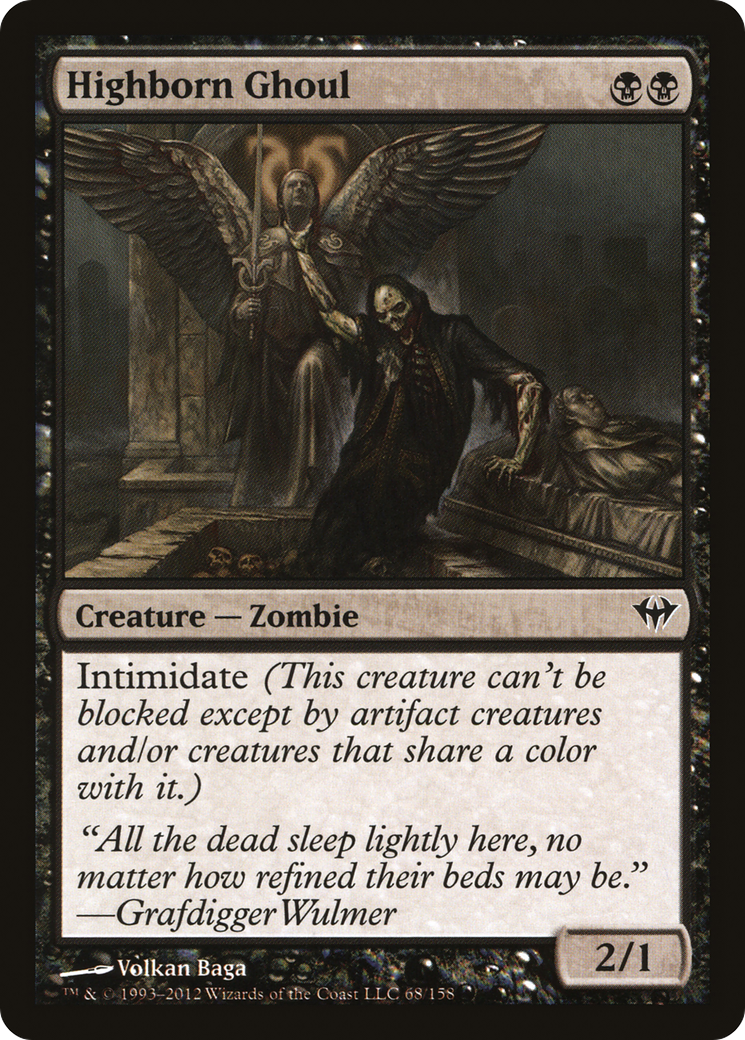 Highborn Ghoul
Creature — Zombie
Intimidate (This creature can't be
blocked except by artifact creatures
and/or creatures that share a color
with it.)
“All the dead sleep lightly here, no
matter how refined their beds may be.”
—Grafdigger Wulmer
2/1
Volkan Baga
™ & © 1993–2012 Wizards of the Coast LLC 68/158